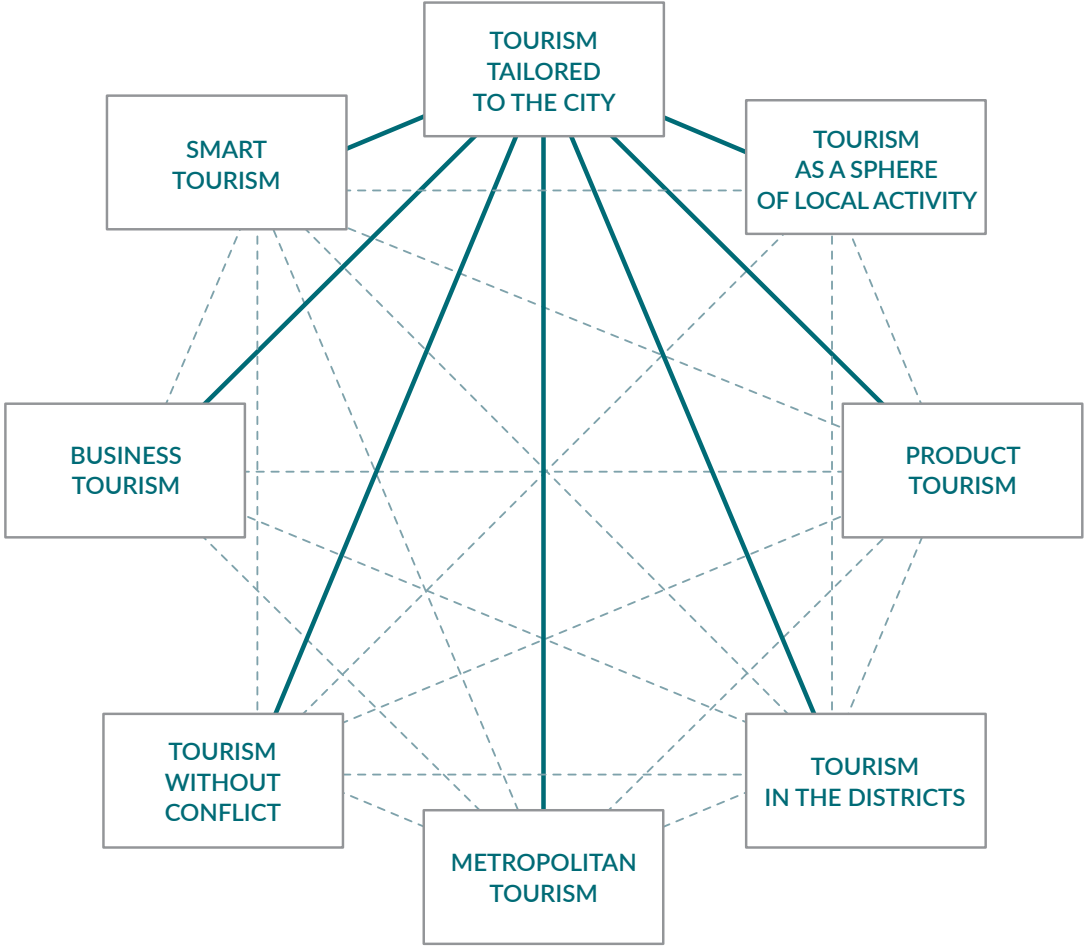 TOURISM
TAILORED
TO THE CITY
SMART
TOURISM
TOURISM
AS A SPHERE
OF LOCAL ACTIVITY
BUSINESS
TOURISM
PRODUCT
TOURISM
TOURISM
WITHOUT
CONFLICT
TOURISM
IN THE DISTRICTS
METROPOLITAN
TOURISM